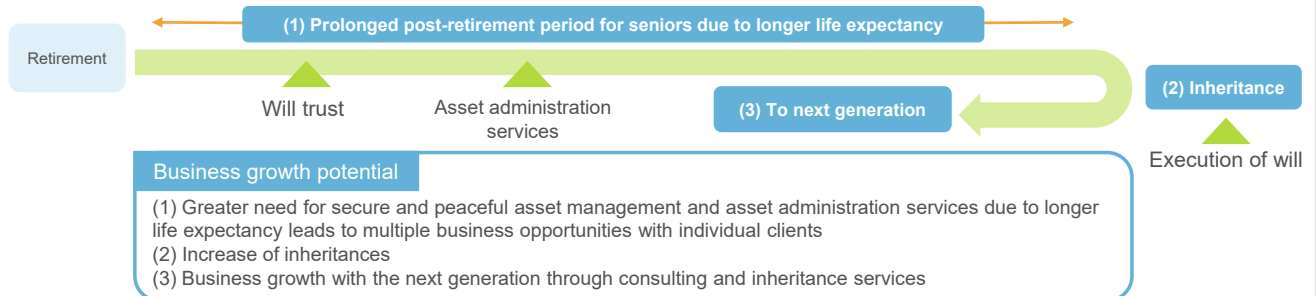 (1) Prolonged post-retirement period for seniors due to longer life expectancy
Retirement
Will trust
Asset administration
services
(3) To next generation
(2) Inheritance
Execution of will
Business growth potential
(1) Greater need for secure and peaceful asset management and asset administration services due to longer
life expectancy leads to multiple business opportunities with individual clients
(2) Increase of inheritances
(3) Business growth with the next generation through consulting and inheritance services